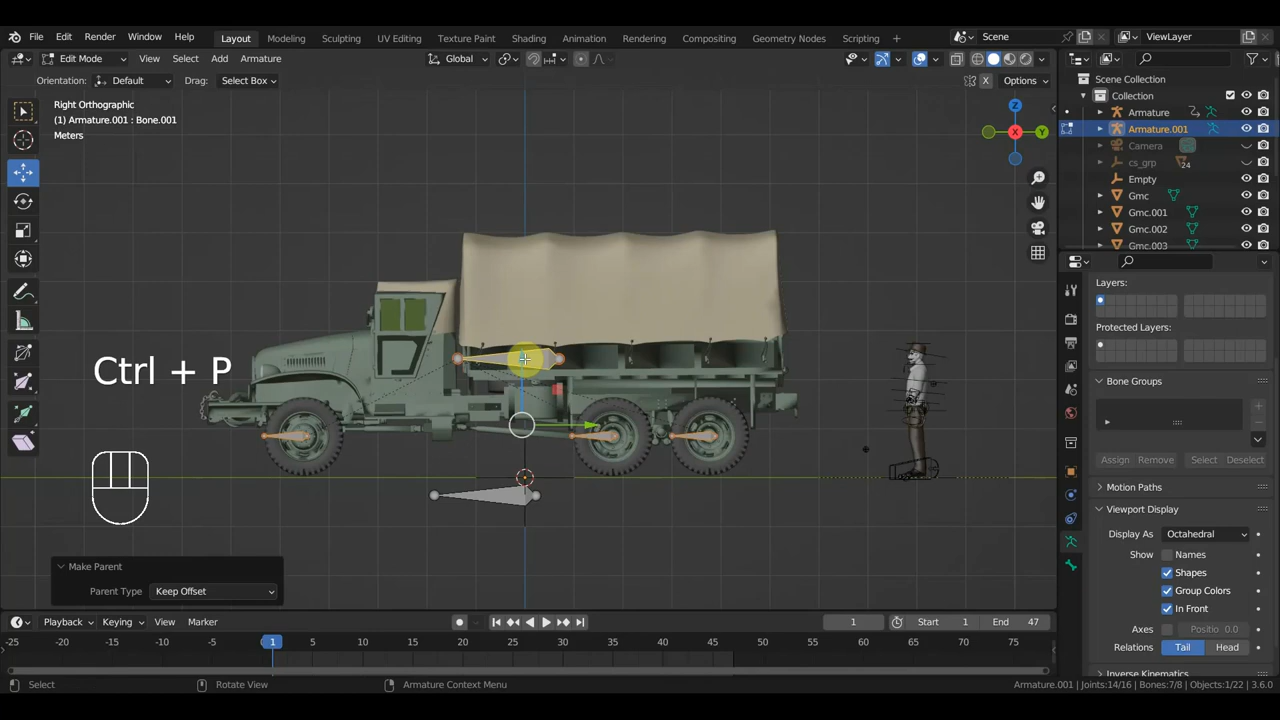 File Edit Render Window Help Layout Modeling Sculpting UV Editing Texture Paint Shading Animation Rendering Compositing Geometry Nodes Scripting + Scene ViewLayer
Edit Mode View Select Add Armature Global Options
Orientation: Default Drag: Select Box X
Right Orthographic
(1) Armature.001 : Bone.001
Meters
Z
X
Y
Scene Collection
Collection
Armature
Armature.001
Camera
cs_grp 24
Empty
Gmc
Gmc.001
Gmc.002
Gmc.003
Layers:
Protected Layers:
Bone Groups
Assign Remove Select Deselect
Motion Paths
Viewport Display
Display As Octahedral
Show Names
Shapes
Group Colors
In Front
Axes Positio 0.0
Relations Tail Head
Inverse Kinematics
Ctrl + P
Make Parent
Parent Type Keep Offset
Playback Keying View Marker 1 Start 1 End 47
-25 -20 -15 -10 -5 1 5 10 15 20 25 30 35 40 45 50 55 60 65 70 75
Select Rotate View Armature Context Menu Armature.001 | Joints:14/16 | Bones:7/8 | Objects:1/22 | 3.6.0